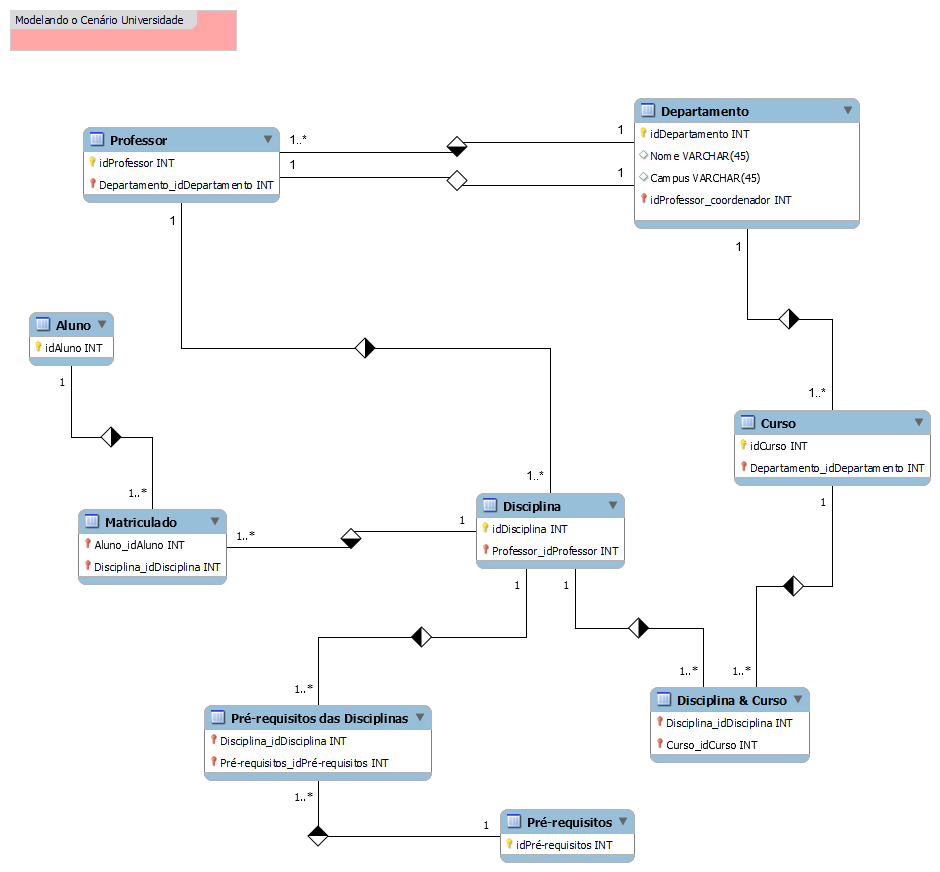 Modelando o Cenário Universidade
Departamento
idDepartamento INT
Nome VARCHAR(45)
Campus VARCHAR(45)
idProfessor_coordenador INT
Professor
idProfessor INT
Departamento_idDepartamento INT
1..*
1
1
1
1
1
1..*
Aluno
idAluno INT
1
1..*
Curso
idCurso INT
Departamento_idDepartamento INT
1
1..*
Disciplina
idDisciplina INT
Professor_idProfessor INT
1
1
Matriculado
Aluno_idAluno INT
Disciplina_idDisciplina INT
1..*
1
1..*
1..*
Disciplina & Curso
Disciplina_idDisciplina INT
Curso_idCurso INT
1..*
Pré-requisitos das Disciplinas
Disciplina_idDisciplina INT
Pré-requisitos_idPré-requisitos INT
1..*
1
Pré-requisitos
idPré-requisitos INT